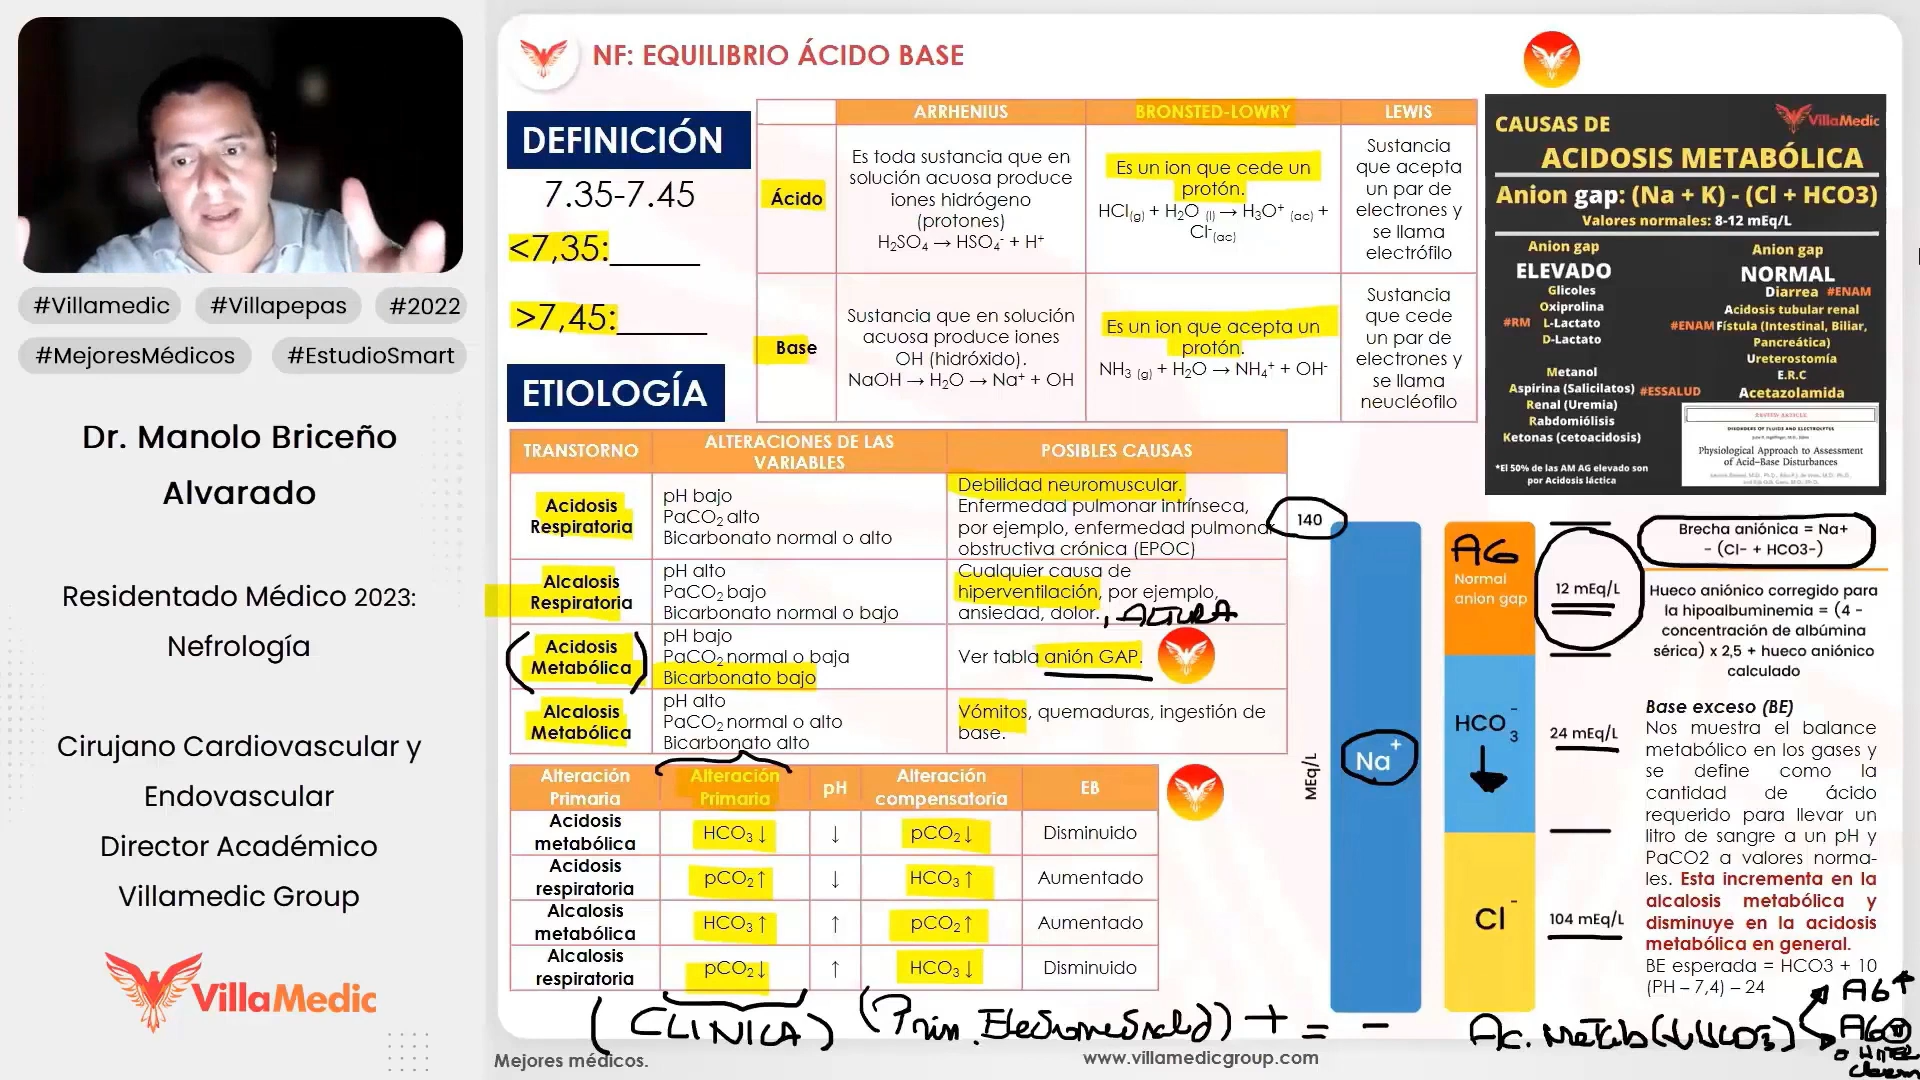 #Villamedic #Villapepas #2022
#MejoresMédicos #EstudioSmart
Dr. Manolo Briceño
Alvarado
Residentado Médico 2023:
Nefrología
Cirujano Cardiovascular y
Endovascular
Director Académico
Villamedic Group
VillaMedic
NF: EQUILIBRIO ÁCIDO BASE
DEFINICIÓN
7.35-7.45
<7,35:______
>7,45:______
ETIOLOGÍA
ARRHENIUS BRONSTED-LOWRY LEWIS
Ácido
Es toda sustancia que en
solución acuosa produce
iones hidrógeno
(protones)
H₂SO₄ → HSO₄⁻ + H⁺
Es un ion que cede un
protón.
HCl(g) + H₂O (l) → H₃O⁺ (ac) +
Cl⁻(ac)
Sustancia
que acepta
un par de
electrones y
se llama
electrófilo
Base
Sustancia que en solución
acuosa produce iones
OH (hidróxido).
NaOH → H₂O → Na⁺ + OH
Es un ion que acepta un
protón.
NH₃ (g) + H₂O → NH₄⁺ + OH⁻
Sustancia
que cede
un par de
electrones y
se llama
neucléofilo
TRANSTORNO
ALTERACIONES DE LAS
VARIABLES
POSIBLES CAUSAS
Acidosis
Respiratoria
pH bajo
PaCO₂ alto
Bicarbonato normal o alto
Debilidad neuromuscular.
Enfermedad pulmonar intrínseca,
por ejemplo, enfermedad pulmonar
obstructiva crónica (EPOC)
Alcalosis
Respiratoria
pH alto
PaCO₂ bajo
Bicarbonato normal o bajo
Cualquier causa de
hiperventilación, por ejemplo,
ansiedad, dolor. , ALTURA
Acidosis
Metabólica
pH bajo
PaCO₂ normal o baja
Bicarbonato bajo
Ver tabla anión GAP.
Alcalosis
Metabólica
pH alto
PaCO₂ normal o alto
Bicarbonato alto
Vómitos, quemaduras, ingestión de
base.
Alteración
Primaria
Alteración
Primaria
pH
Alteración
compensatoria
EB
Acidosis
metabólica
HCO₃↓ ↓ pCO₂↓ Disminuido
Acidosis
respiratoria
pCO₂↑ ↓ HCO₃↑ Aumentado
Alcalosis
metabólica
HCO₃↑ ↑ pCO₂↑ Aumentado
Alcalosis
respiratoria
pCO₂↓ ↑ HCO₃↓ Disminuido
VillaMedic
CAUSAS DE
ACIDOSIS METABÓLICA
Anion gap: (Na + K) - (Cl + HCO3)
Valores normales: 8-12 mEq/L
Anion gap
ELEVADO
Glicoles
Oxiprolina
#RM L-Lactato
D-Lactato
Metanol
Aspirina (Salicilatos) #ESSALUD
Renal (Uremia)
Rabdomiólisis
Ketonas (cetoacidosis)
*El 50% de las AM AG elevado son
por Acidosis láctica
Anion gap
NORMAL
Diarrea #ENAM
Acidosis tubular renal
#ENAM Fístula (Intestinal, Biliar,
Pancreática)
Ureterostomía
E.R.C
Acetazolamida
DISORDERS OF FLUIDS AND ELECTROLYTES
Physiological Approach to Assessment
of Acid–Base Disturbances
140
MEq/L
Na⁺
AG
Normal
anion gap
HCO₃⁻
↓
Cl⁻
12 mEq/L
24 mEq/L
104 mEq/L
Brecha aniónica = Na+
- (Cl- + HCO3-)
Hueco aniónico corregido para
la hipoalbuminemia = (4 -
concentración de albúmina
sérica) x 2,5 + hueco aniónico
calculado
Base exceso (BE)
Nos muestra el balance
metabólico en los gases y
se define como la
cantidad de ácido
requerido para llevar un
litro de sangre a un pH y
PaCO2 a valores norma-
les. Esta incrementa en la
alcalosis metabólica y
disminuye en la acidosis
metabólica en general.
BE esperada = HCO3 + 10
(PH – 7,4) – 24
(CLINICA) + = -
Ac. Metab (↓HCO3)
AG↑
AG
Mejores médicos.
www.villamedicgroup.com